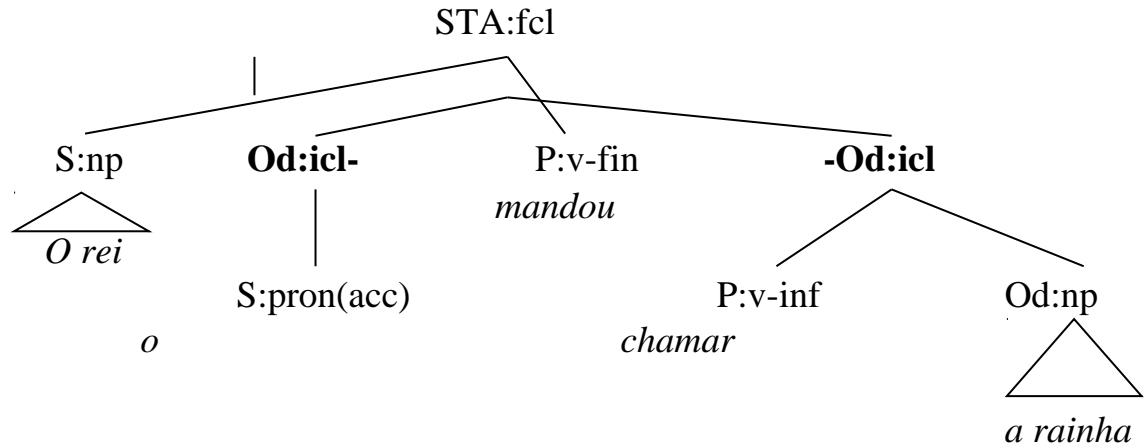 STA:fcl
S:np Od:icl- P:v-fin -Od:icl
mandou
O rei
S:pron(acc) P:v-inf Od:np
o chamar
a rainha